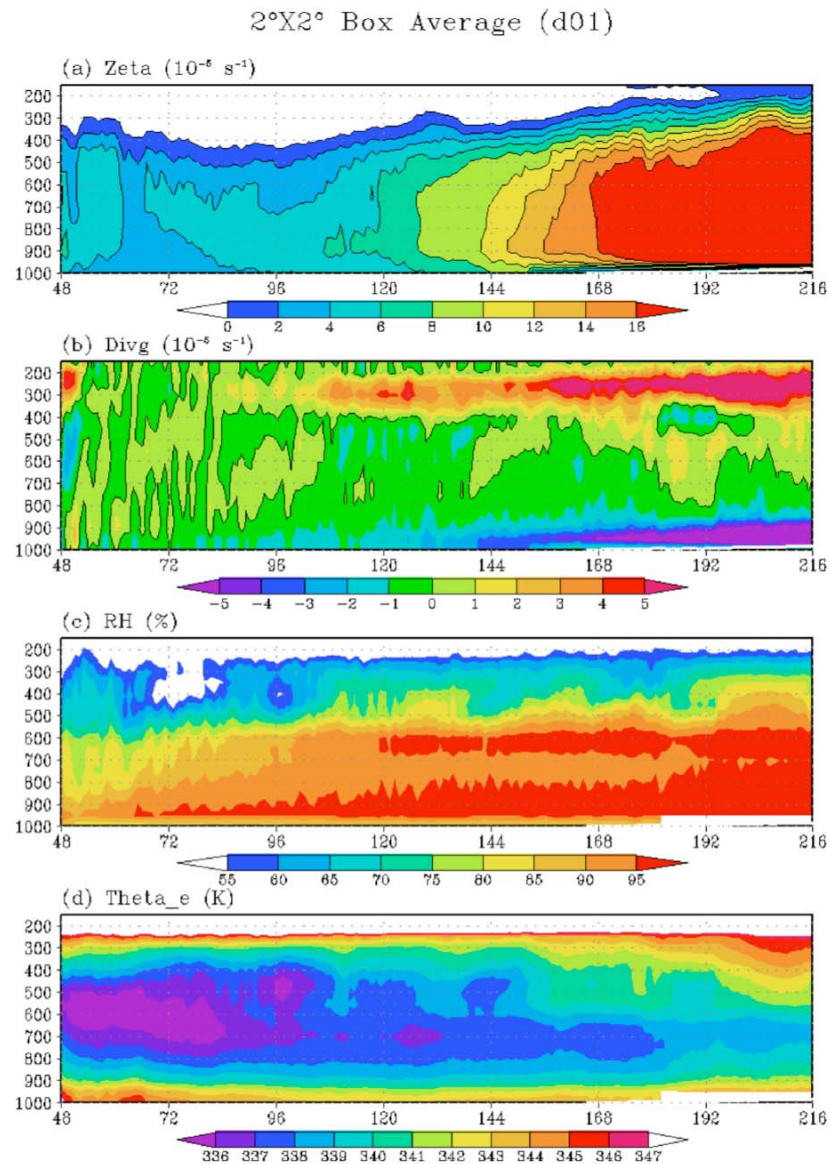 2°X2° Box Average (d01)
(a) Zeta (10⁻⁵ s⁻¹)
200
300
400
500
600
700
800
900
1000
48 72 96 120 144 168 192 216
0 2 4 6 8 10 12 14 16
(b) Divg (10⁻⁵ s⁻¹)
200
300
400
500
600
700
800
900
1000
48 72 96 120 144 168 192 216
-5 -4 -3 -2 -1 0 1 2 3 4 5
(c) RH (%)
200
300
400
500
600
700
800
900
1000
48 72 96 120 144 168 192 216
55 60 65 70 75 80 85 90 95
(d) Theta_e (K)
200
300
400
500
600
700
800
900
1000
48 72 96 120 144 168 192 216
336 337 338 339 340 341 342 343 344 345 346 347